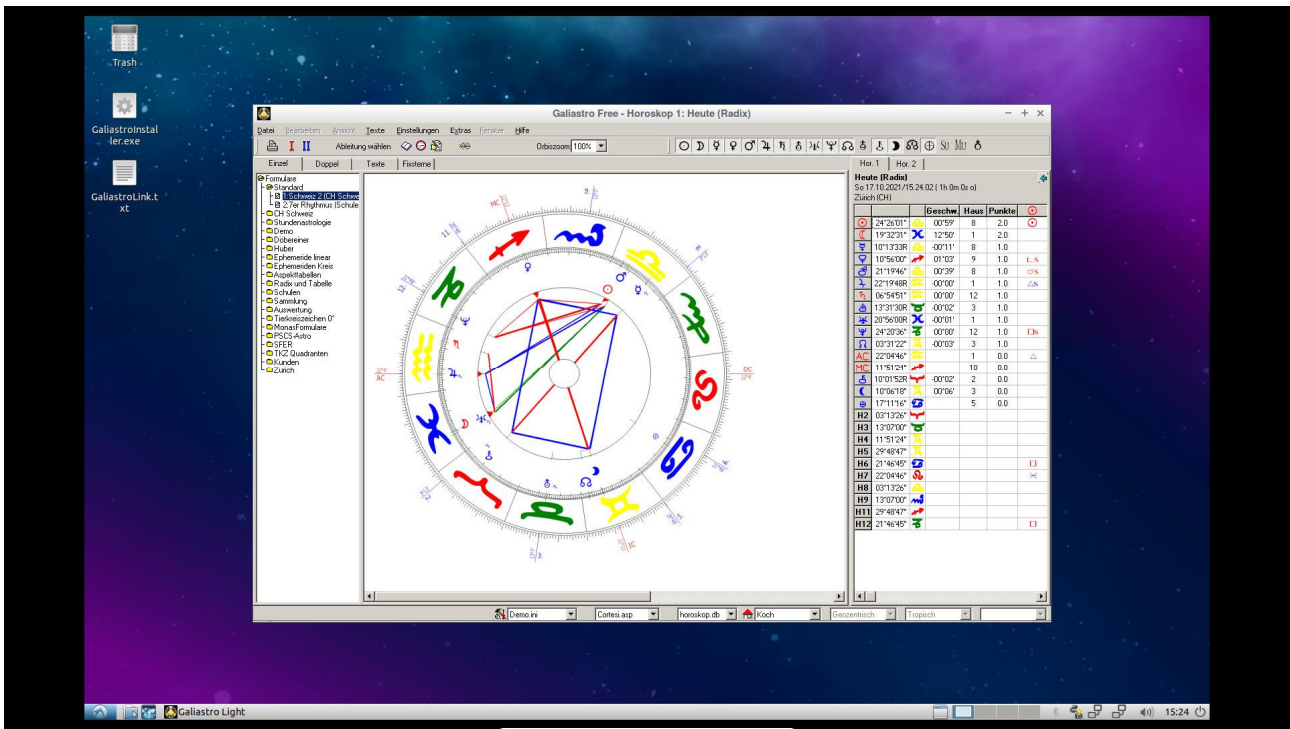 Trash
GaliastroInstal
ler.exe
GaliastroLink.t
xt
Galiastro Free - Horoskop 1: Heute (Radix)
Datei Bearbeiten Ansicht Texte Einstellungen Extras Fenster Hilfe
Ableitung wählen Orbiszoom: 100%
Einzel Doppel Texte Fixsterne
Formulare
Standard
1:Schweiz 2 (CH Schwe
2:7er Rhythmus (Schule
CH Schweiz
Stundenastrologie
Demo
Döbereiner
Huber
Ephemeride linear
Ephemeriden Kreis
Aspekttabellen
Radix und Tabelle
Schulen
Sammlung
Auswertung
Tierkreiszeichen 0°
MonasFormulare
PSCS-Astro
SFER
TKZ Quadranten
Kunden
Zürich
MC
AC
DC
IC
Hor. 1 Hor. 2
Heute (Radix)
So 17.10.2021/15.24.02 ( 1h 0m 0s o)
Zürich (CH)
Geschw. Haus Punkte
24°26'01" 00°59' 8 2.0
19°32'31" 12°50' 1 2.0
10°13'33R -00°11' 8 1.0
10°56'00" 01°03' 9 1.0
21°19'46" 00°39' 8 1.0
22°19'48R -00°00' 1 1.0
06°54'51" 00°00' 12 1.0
13°31'30R -00°02' 3 1.0
20°56'00R -00°01' 1 1.0
24°20'36" 00°00' 12 1.0
03°31'22" -00°03' 3 1.0
AC 22°04'46" 1 0.0
MC 11°51'24" 10 0.0
10°01'52R -00°02' 2 0.0
10°06'18" 00°06' 3 0.0
17°11'16" 5 0.0
H2 03°13'26"
H3 13°07'00"
H4 11°51'24"
H5 29°48'47"
H6 21°46'45"
H7 22°04'46"
H8 03°13'26"
H9 13°07'00"
H11 29°48'47"
H12 21°46'45"
Demo.ini Cortesi.asp horoskop.db Koch Geozentrisch Tropisch
Galiastro Light
15:24